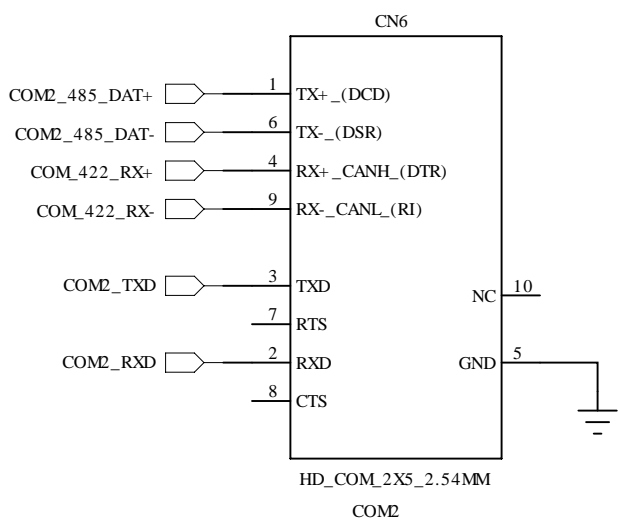 CN6
COM2_485_DAT+ 1 TX+_(DCD)
COM2_485_DAT- 6 TX-_(DSR)
COM_422_RX+ 4 RX+_CANH_(DTR)
COM_422_RX- 9 RX-_CANL_(RI)
COM2_TXD 3 TXD
NC 10
7 RTS
COM2_RXD 2 RXD GND 5
8 CTS
HD_COM_2X5_2.54MM
COM2